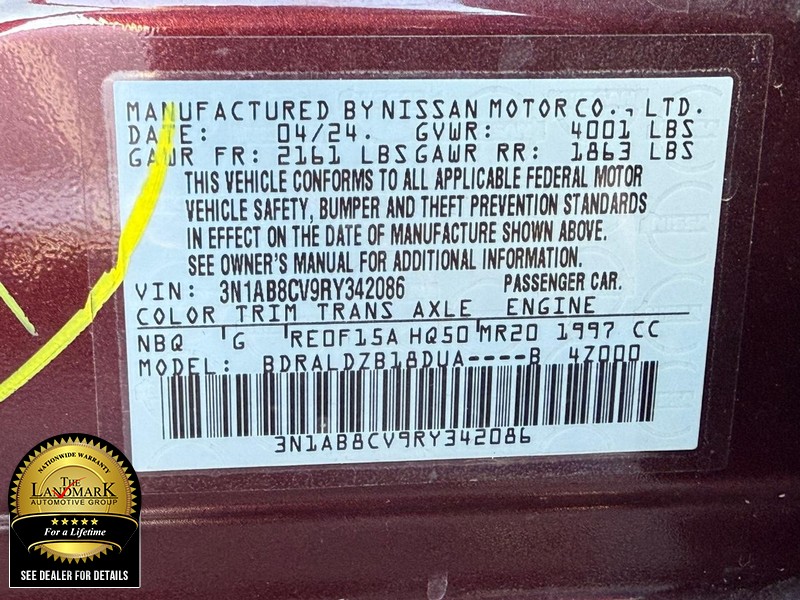 MANUFACTURED BY NISSAN MOTOR CO., LTD.
DATE: 04/24. GVWR: 4001 LBS
GAWR FR: 2161 LBS GAWR RR: 1863 LBS
THIS VEHICLE CONFORMS TO ALL APPLICABLE FEDERAL MOTOR
VEHICLE SAFETY, BUMPER AND THEFT PREVENTION STANDARDS
IN EFFECT ON THE DATE OF MANUFACTURE SHOWN ABOVE.
SEE OWNER'S MANUAL FOR ADDITIONAL INFORMATION.
VIN: 3N1AB8CV9RY342086 PASSENGER CAR.
COLOR TRIM TRANS AXLE ENGINE
NBQ G RE0F15A HQ50 MR20 1997 CC
MODEL: BDRALDZB18DUA----B 4Z000
3N1AB8CV9RY342086
NATIONWIDE WARRANTY
THE
LANDMARK
AUTOMOTIVE GROUP
For a Lifetime
SEE DEALER FOR DETAILS